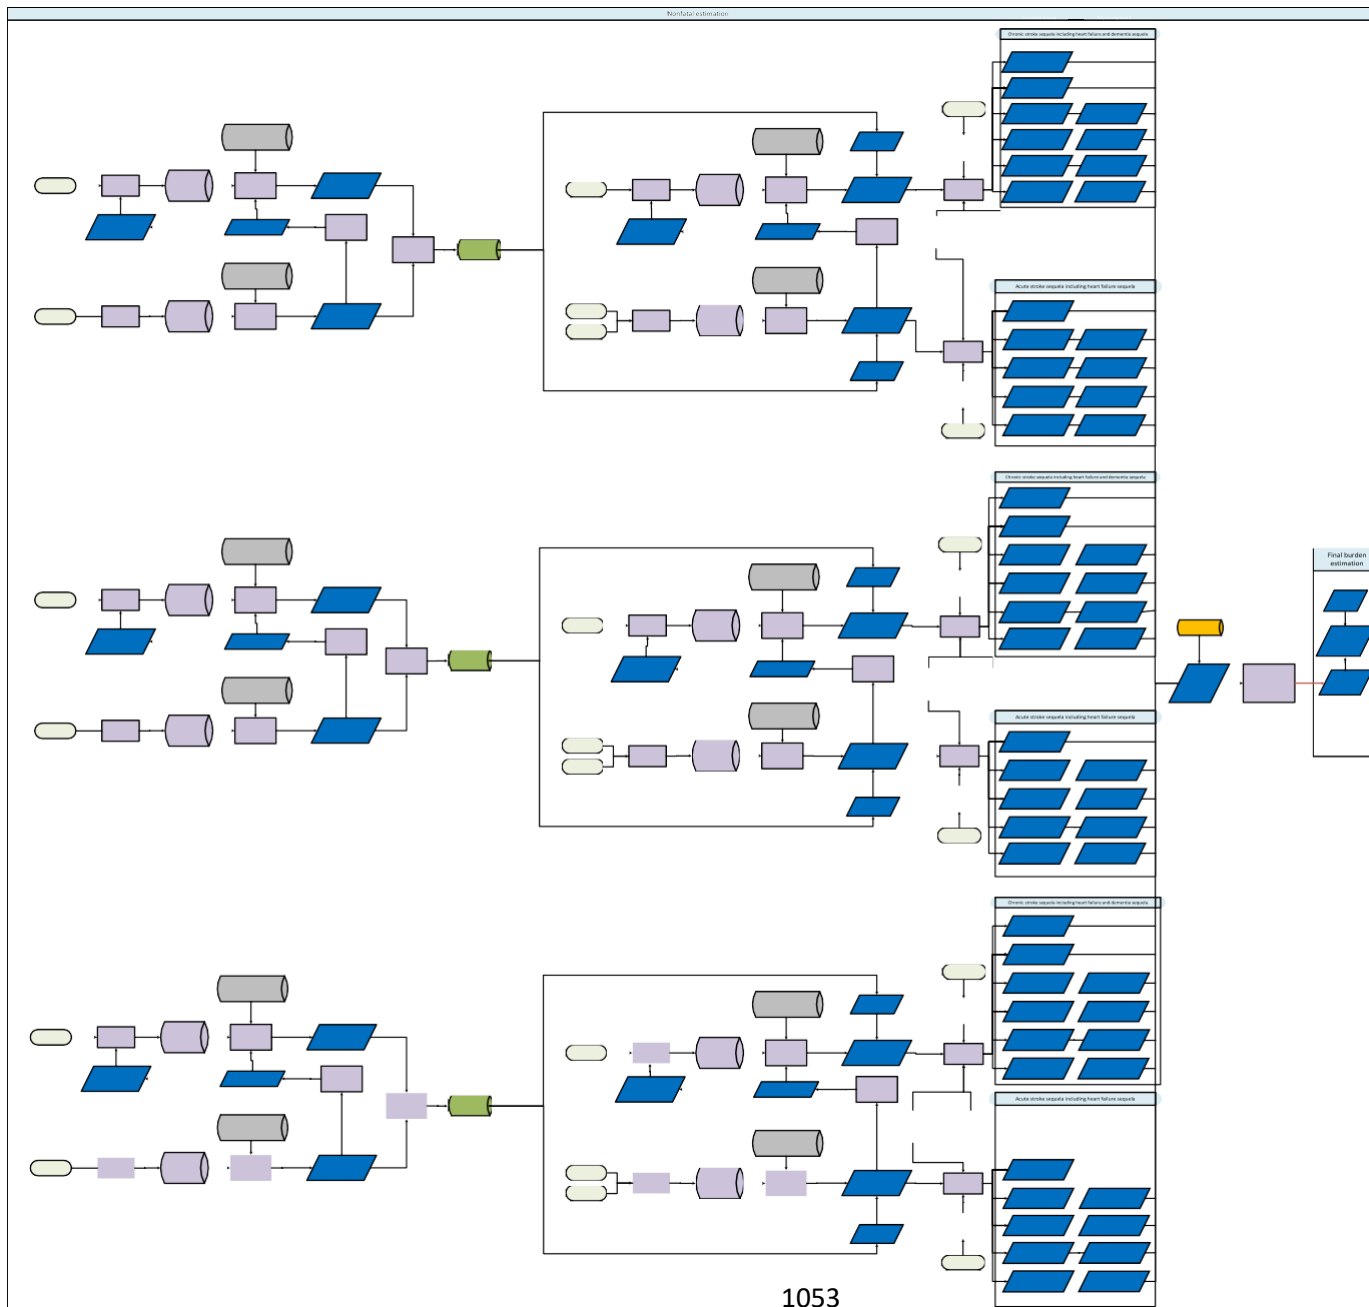 Nonfatal estimation
Chronic stroke sequela including heart failure and dementia sequela
Acute stroke sequela including heart failure sequela
Chronic stroke sequela including heart failure and dementia sequela
Final burden
estimation
Acute stroke sequela including heart failure sequela
Chronic stroke sequela including heart failure and dementia sequela
Acute stroke sequela including heart failure sequela
1053